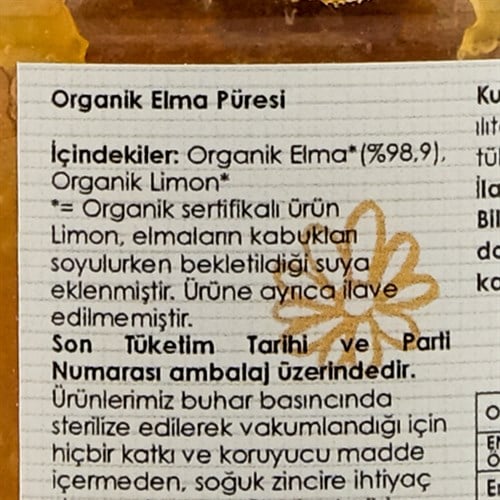 Organik Elma Püresi
İçindekiler: Organik Elma*(%98,9),
Organik Limon*
*= Organik sertifikalı ürün
Limon, elmaların kabukları
soyulurken bekletildiği suya
eklenmiştir. Ürüne ayrıca ilave
edilmemiştir.
Son Tüketim Tarihi ve Parti
Numarası ambalaj üzerindedir.
Ürünlerimiz buhar basıncında
sterilize edilerek vakumlandığı için
hiçbir katkı ve koruyucu madde
içermeden, soğuk zincire ihtiyaç